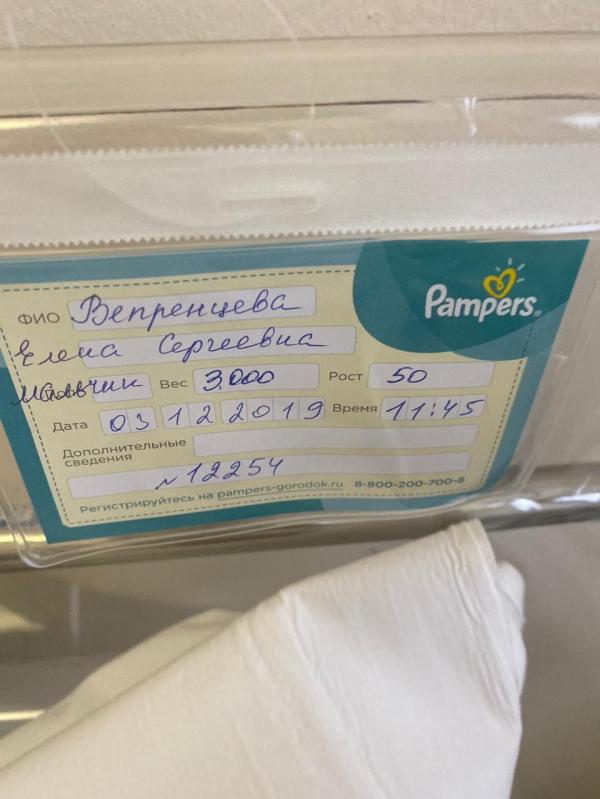 Pampers
ФИО Вепренцева
Елена Сергеевна
Мальчик Вес 3.000 Рост 50
Дата 03 12 2019 Время 11:45
Дополнительные
сведения
№12254
Регистрируйтесь на pampers-gorodok.ru 8-800-200-700-8